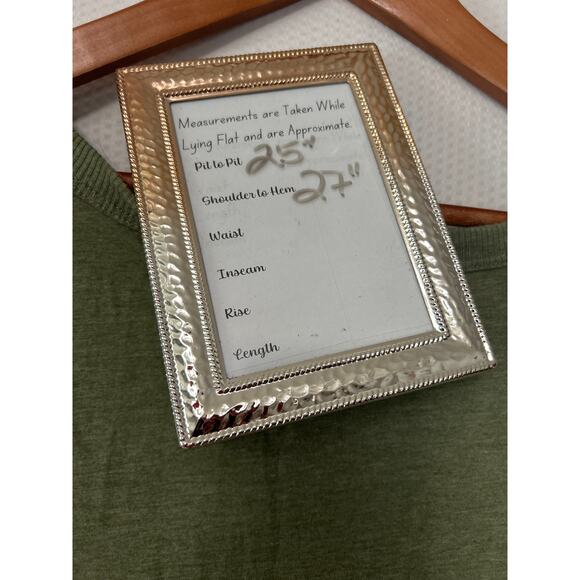 Measurements are Taken While
Lying Flat and are Approximate.
Pit to Pit 25"
Shoulder to Hem 27"
Waist
Inseam
Rise
Length